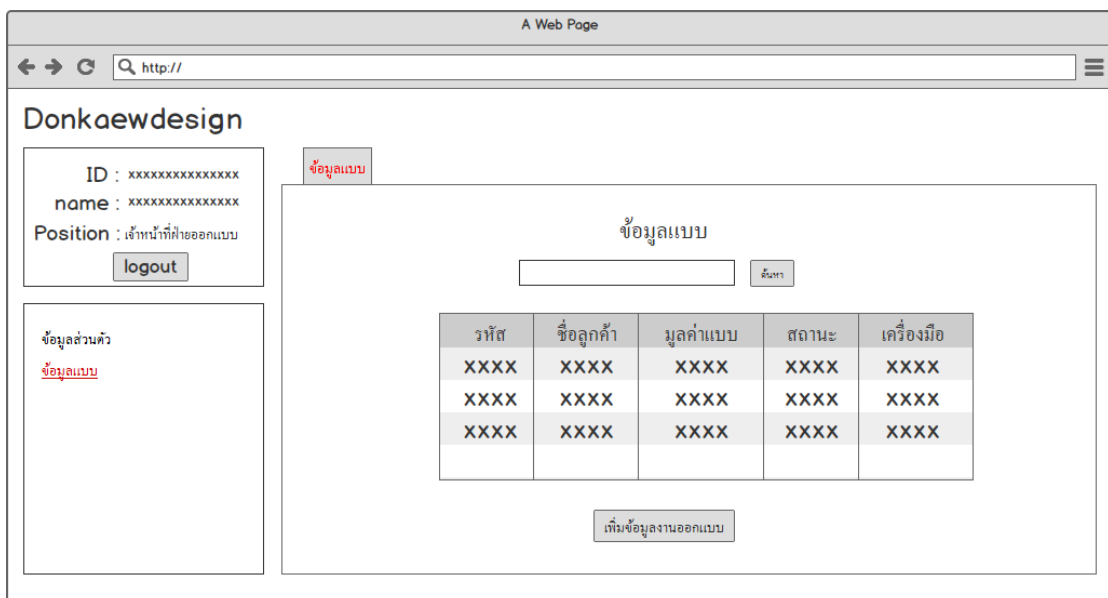 A Web Page
http://
Donkaewdesign
ID : xxxxxxxxxxxxxxx
name : xxxxxxxxxxxxxxx
Position : เจ้าหน้าที่ฝ่ายออกแบบ
logout
ข้อมูลส่วนตัว
ข้อมูลแบบ
ข้อมูลแบบ
ข้อมูลแบบ
ค้นหา
รหัส ชื่อลูกค้า มูลค่าแบบ สถานะ เครื่องมือ
XXXX XXXX XXXX XXXX XXXX
XXXX XXXX XXXX XXXX XXXX
XXXX XXXX XXXX XXXX XXXX
เพิ่มข้อมูลงานออกแบบ